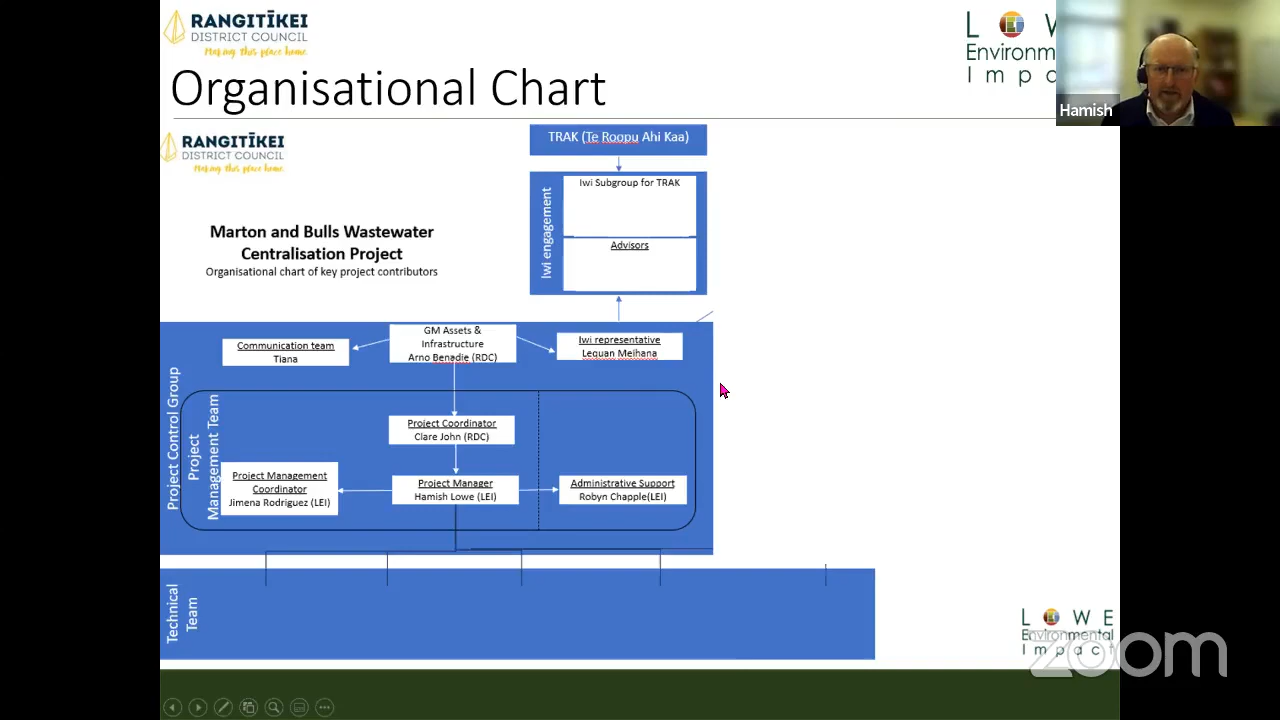 RANGITĪKEI
DISTRICT COUNCIL
Making this place home.
L W
Environmental
Impa
Hamish
Organisational Chart
RANGITĪKEI
DISTRICT COUNCIL
Making this place home.
Marton and Bulls Wastewater
Centralisation Project
Organisational chart of key project contributors
TRAK (Te Roopu Ahi Kaa)
Iwi engagement
Iwi Subgroup for TRAK
Advisors
Project Control Group
Communication team
Tiana
GM Assets &
Infrastructure
Arno Benadie (RDC)
Iwi representative
Lequan Meihana
Project
Management Team
Project Coordinator
Clare John (RDC)
Project Management
Coordinator
Jimena Rodriguez (LEI)
Project Manager
Hamish Lowe (LEI)
Administrative Support
Robyn Chapple(LEI)
Technical
Team
LOWE
Environmental
Impact
zoom